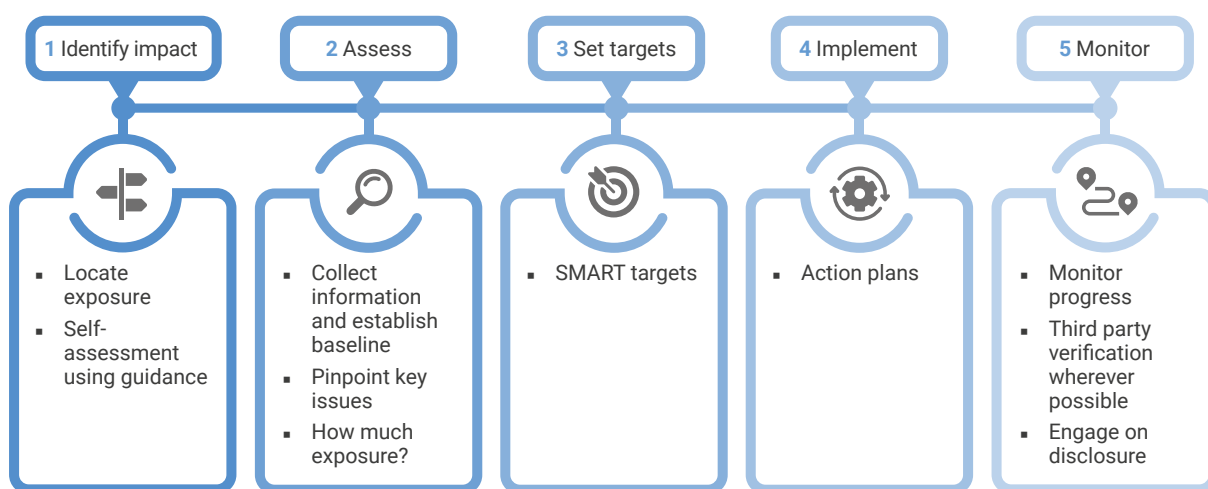 1 Identify impact
2 Assess
3 Set targets
4 Implement
5 Monitor
▪ Locate
exposure
▪ Self-
assessment
using guidance
▪ Collect
information
and establish
baseline
▪ Pinpoint key
issues
▪ How much
exposure?
▪ SMART targets
▪ Action plans
▪ Monitor
progress
▪ Third party
verification
wherever
possible
▪ Engage on
disclosure